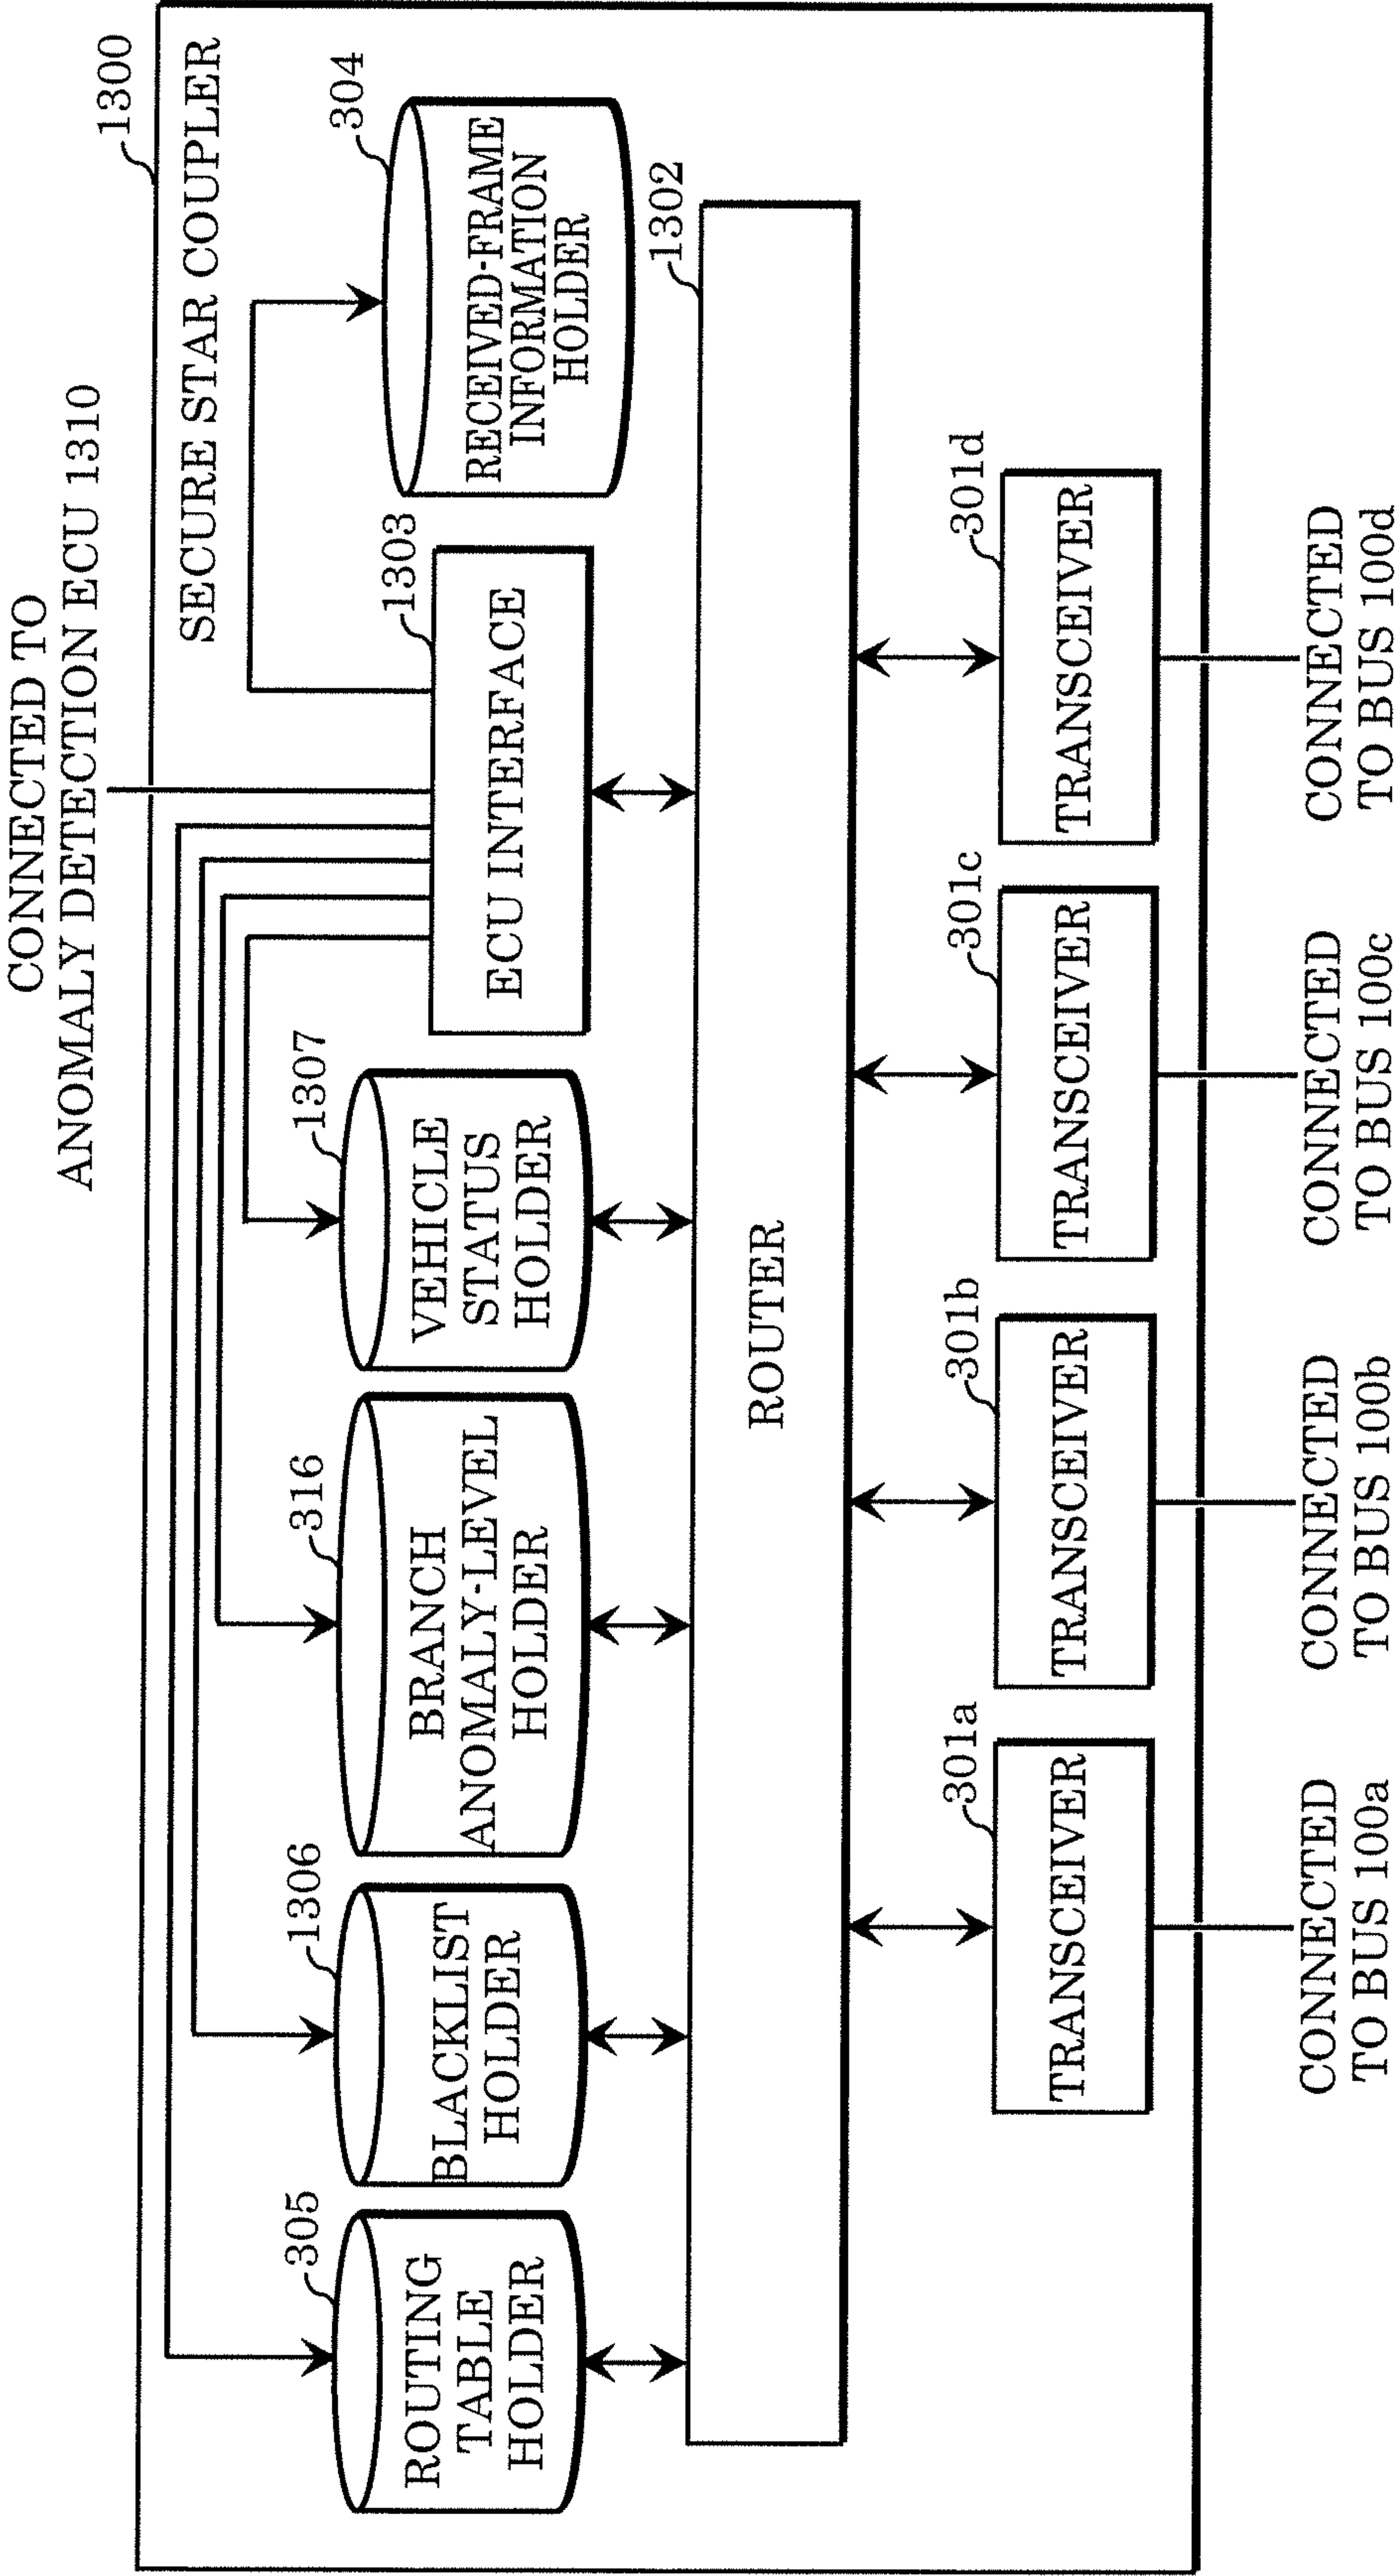 CONNECTED TO
ANOMALY DETECTION ECU 1310
1300
SECURE STAR COUPLER
305
ROUTING
TABLE
HOLDER
1306
BLACKLIST
HOLDER
316
BRANCH
ANOMALY-LEVEL
HOLDER
1307
VEHICLE
STATUS
HOLDER
1303
ECU INTERFACE
304
RECEIVED-FRAME
INFORMATION
HOLDER
1302
ROUTER
301a
TRANSCEIVER
301b
TRANSCEIVER
301c
TRANSCEIVER
301d
TRANSCEIVER
CONNECTED
TO BUS 100a
CONNECTED
TO BUS 100b
CONNECTED
TO BUS 100c
CONNECTED
TO BUS 100d